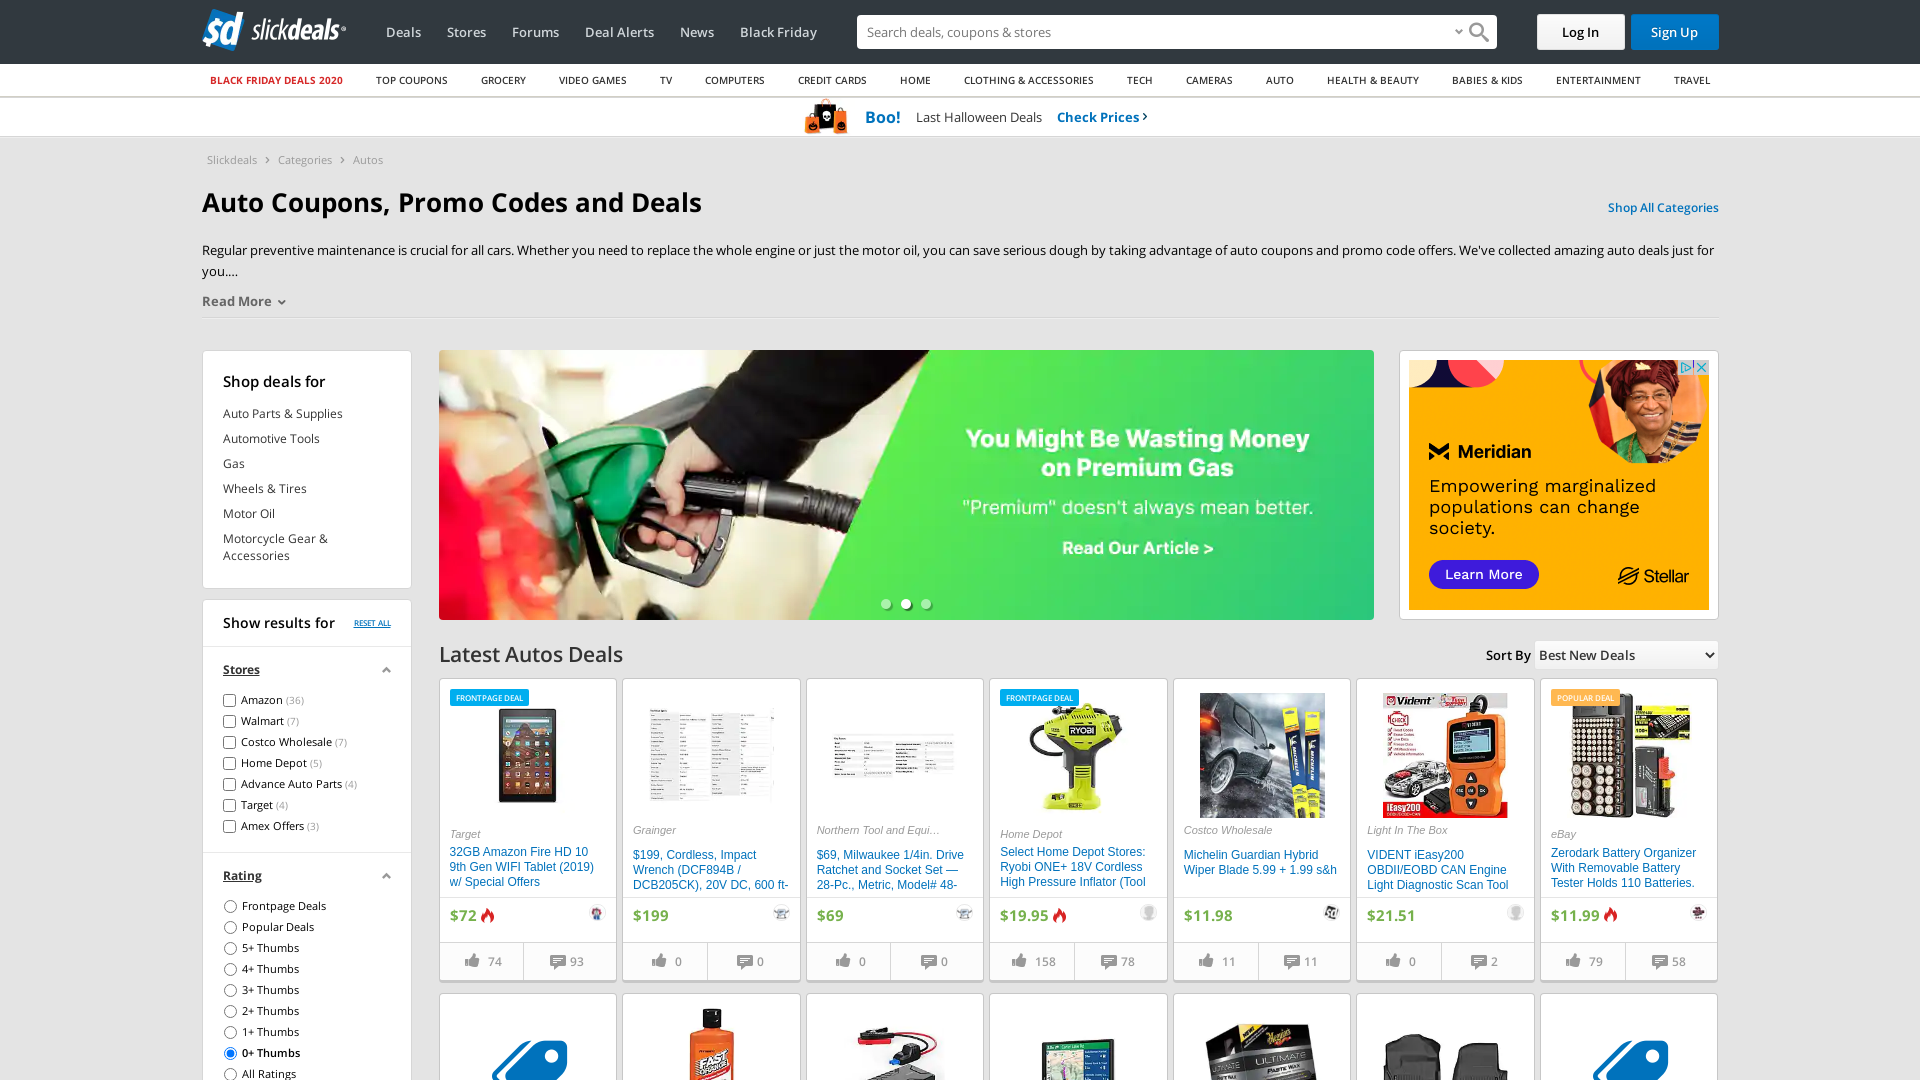 slickdeals
Deals
Stores
Forums
Deal Alerts
News
Black Friday
Search deals, coupons & stores
Log In
Sign Up
BLACK FRIDAY DEALS 2020
TOP COUPONS
GROCERY
VIDEO GAMES
TV
COMPUTERS
CREDIT CARDS
HOME
CLOTHING & ACCESSORIES
TECH
CAMERAS
AUTO
HEALTH & BEAUTY
BABIES & KIDS
ENTERTAINMENT
TRAVEL
Boo! Last Halloween Deals Check Prices
Slickdeals › Categories › Autos
Auto Coupons, Promo Codes and Deals
Shop All Categories
Regular preventive maintenance is crucial for all cars. Whether you need to replace the whole engine or just the motor oil, you can save serious dough by taking advantage of auto coupons and promo code offers. We've collected amazing auto deals just for
you.…
Read More
Shop deals for
Auto Parts & Supplies
Automotive Tools
Gas
Wheels & Tires
Motor Oil
Motorcycle Gear &
Accessories
Show results for
RESET ALL
Stores
Amazon (36)
Walmart (7)
Costco Wholesale (7)
Home Depot (5)
Advance Auto Parts (4)
Target (4)
Amex Offers (3)
Rating
Frontpage Deals
Popular Deals
5+ Thumbs
4+ Thumbs
3+ Thumbs
2+ Thumbs
1+ Thumbs
0+ Thumbs
All Ratings
You Might Be Wasting Money
on Premium Gas
"Premium" doesn't always mean better.
Read Our Article >
Meridian
Empowering marginalized
populations can change
society.
Learn More
Stellar
Latest Autos Deals
Sort By
Best New Deals
FRONTPAGE DEAL
Target
32GB Amazon Fire HD 10
9th Gen WIFI Tablet (2019)
w/ Special Offers
$72
74
93
Grainger
$199, Cordless, Impact
Wrench (DCF894B /
DCB205CK), 20V DC, 600 ft-
$199
0
0
Northern Tool and Equi…
$69, Milwaukee 1/4in. Drive
Ratchet and Socket Set —
28-Pc., Metric, Model# 48-
$69
0
0
FRONTPAGE DEAL
RYOBI
Home Depot
Select Home Depot Stores:
Ryobi ONE+ 18V Cordless
High Pressure Inflator (Tool
$19.95
158
78
MICHELIN
Costco Wholesale
Michelin Guardian Hybrid
Wiper Blade 5.99 + 1.99 s&h
$11.98
11
11
Vident
iEasy200
Light In The Box
VIDENT iEasy200
OBDII/EOBD CAN Engine
Light Diagnostic Scan Tool
$21.51
0
2
POPULAR DEAL
eBay
Zerodark Battery Organizer
With Removable Battery
Tester Holds 110 Batteries.
$11.99
79
58
FAST
ULTIMATE
PASTE WAX